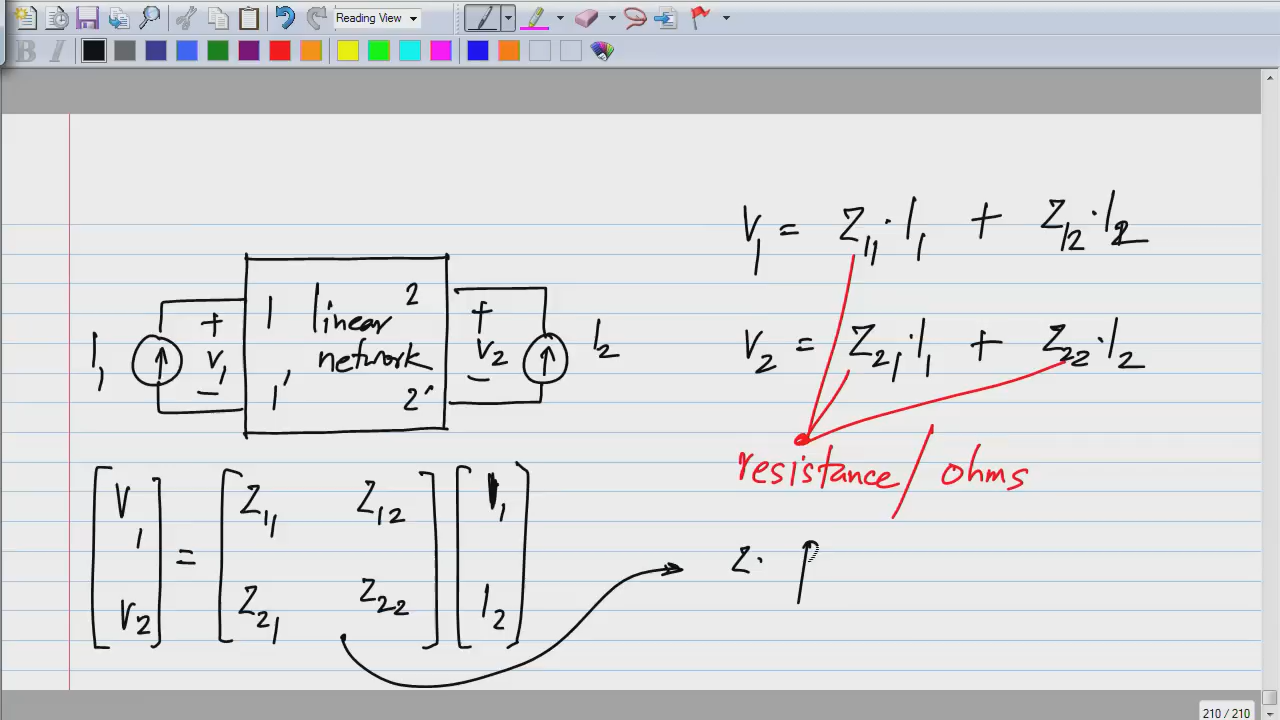 Reading View
V1 = Z11 · I1 + Z12 · I2
1 linear 2
network
1' 2'
I1 + V1 −
+ V2 − I2
V2 = Z21 · I1 + Z22 · I2
resistance / ohms
[V1 V2] = [Z11 Z12 Z21 Z22] [I1 I2]
z · p
210 / 210